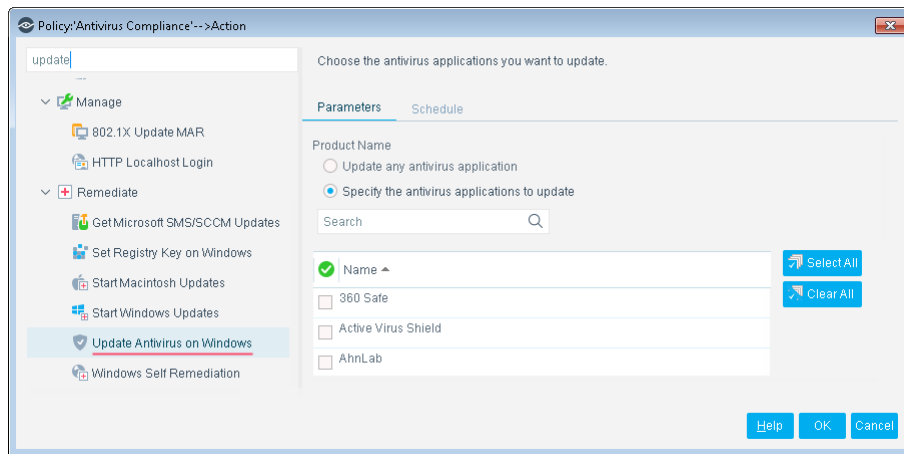 Policy:'Antivirus Compliance'-->Action
update
Manage
802.1X Update MAR
HTTP Localhost Login
Remediate
Get Microsoft SMS/SCCM Updates
Set Registry Key on Windows
Start Macintosh Updates
Start Windows Updates
Update Antivirus on Windows
Windows Self Remediation
Choose the antivirus applications you want to update.
Parameters Schedule
Product Name
Update any antivirus application
Specify the antivirus applications to update
Search
Name
360 Safe
Active Virus Shield
AhnLab
Select All
Clear All
Help OK Cancel